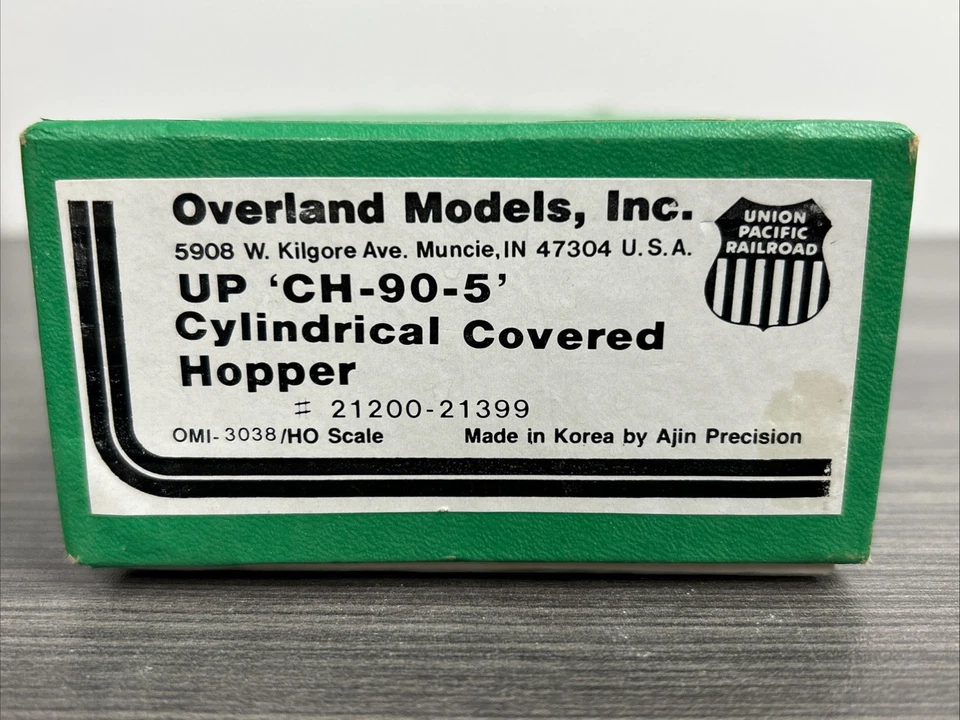 Overland Models, Inc.
5908 W. Kilgore Ave. Muncie,IN 47304 U.S.A.
UP ‘CH-90-5’
Cylindrical Covered
Hopper
# 21200-21399
OMI-3038/HO Scale Made in Korea by Ajin Precision
UNION
PACIFIC
RAILROAD